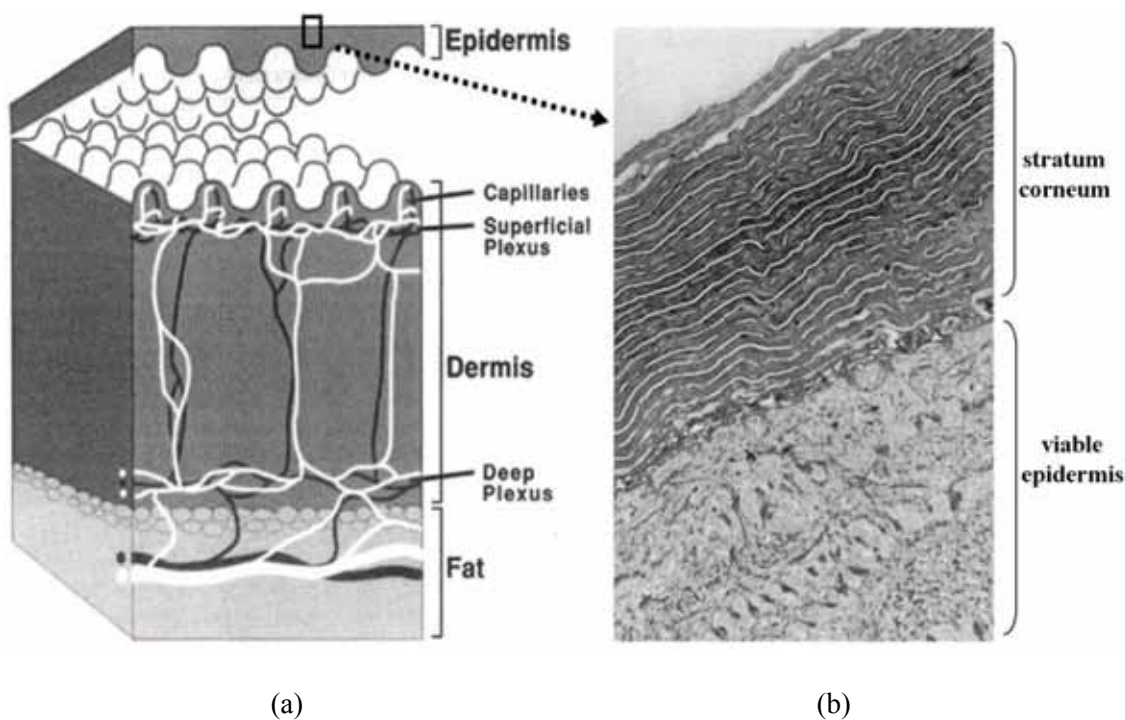 Epidermis
Capillaries
Superficial
Plexus
Dermis
Deep
Plexus
Fat
stratum
corneum
viable
epidermis
(a)
(b)